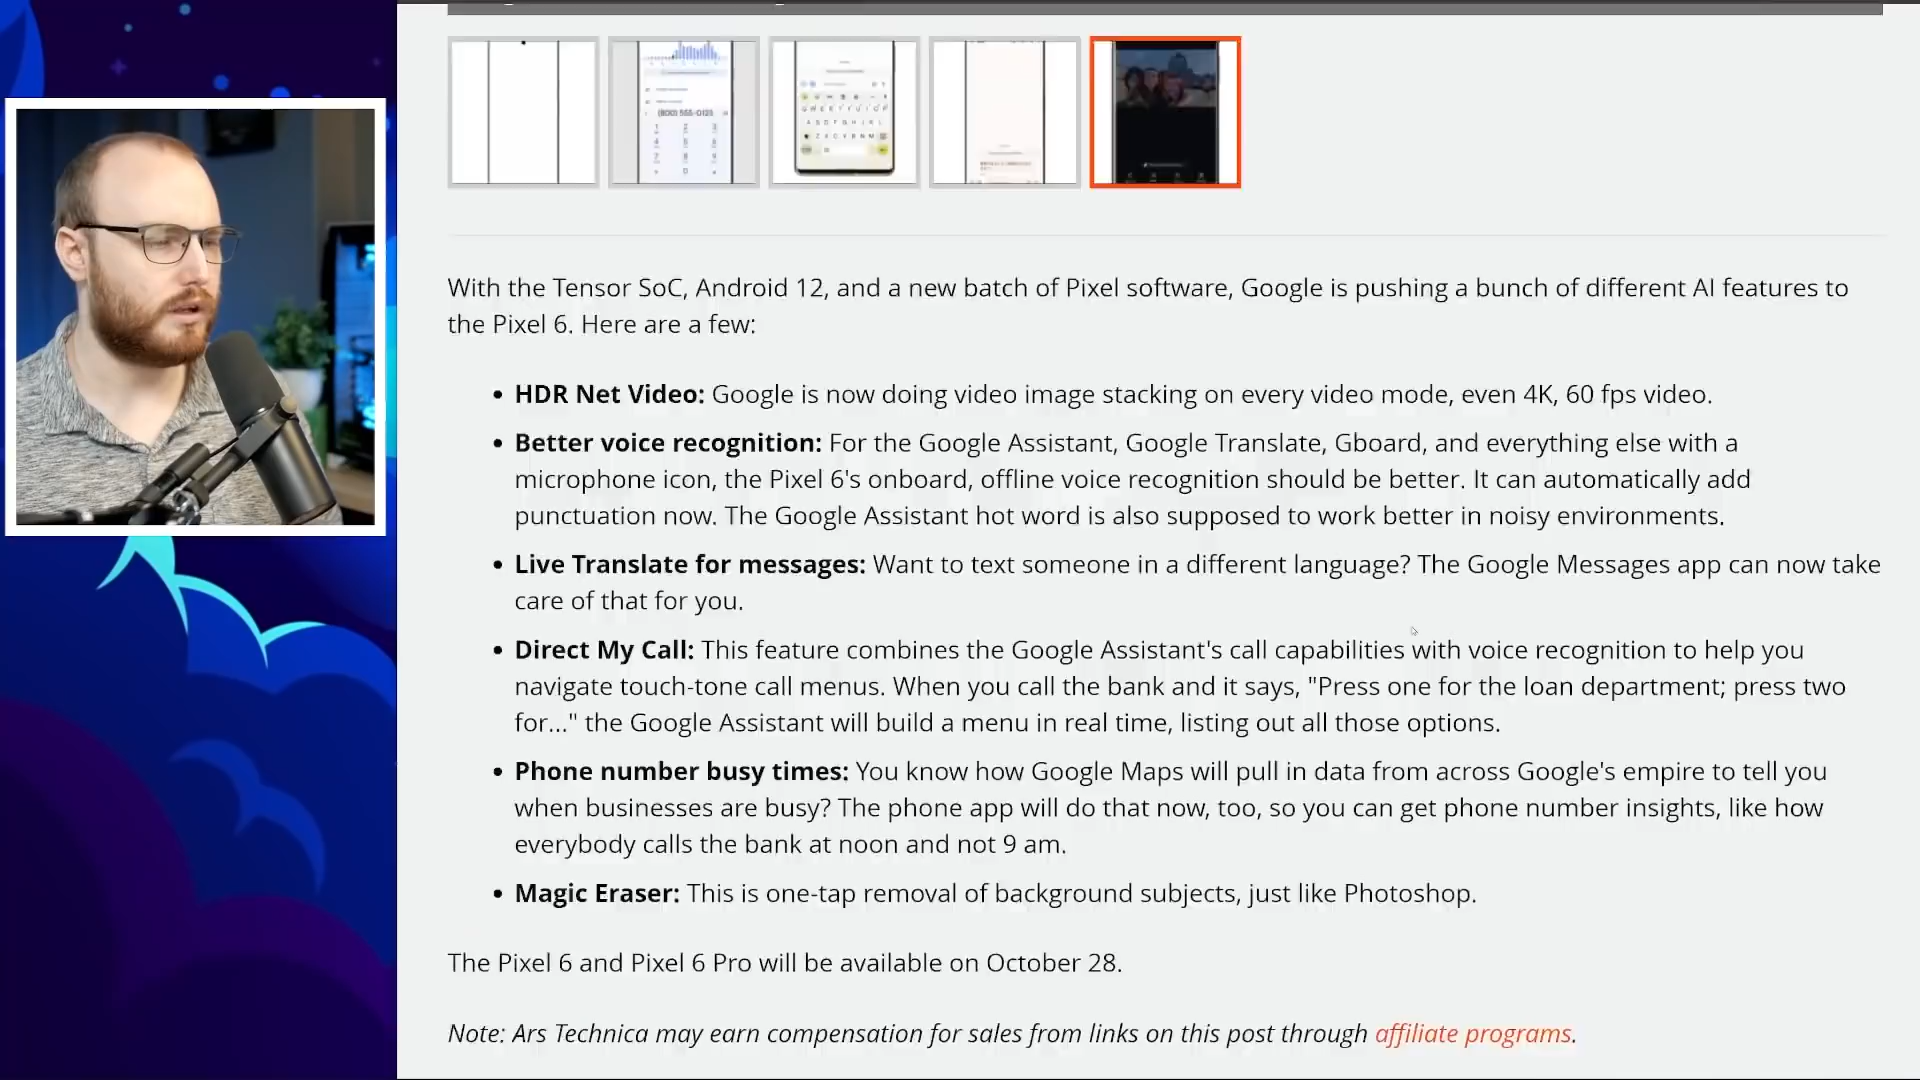 (800) 555-0123
With the Tensor SoC, Android 12, and a new batch of Pixel software, Google is pushing a bunch of different AI features to
the Pixel 6. Here are a few:
• HDR Net Video: Google is now doing video image stacking on every video mode, even 4K, 60 fps video.
• Better voice recognition: For the Google Assistant, Google Translate, Gboard, and everything else with a
microphone icon, the Pixel 6's onboard, offline voice recognition should be better. It can automatically add
punctuation now. The Google Assistant hot word is also supposed to work better in noisy environments.
• Live Translate for messages: Want to text someone in a different language? The Google Messages app can now take
care of that for you.
• Direct My Call: This feature combines the Google Assistant's call capabilities with voice recognition to help you
navigate touch-tone call menus. When you call the bank and it says, "Press one for the loan department; press two
for..." the Google Assistant will build a menu in real time, listing out all those options.
• Phone number busy times: You know how Google Maps will pull in data from across Google's empire to tell you
when businesses are busy? The phone app will do that now, too, so you can get phone number insights, like how
everybody calls the bank at noon and not 9 am.
• Magic Eraser: This is one-tap removal of background subjects, just like Photoshop.
The Pixel 6 and Pixel 6 Pro will be available on October 28.
Note: Ars Technica may earn compensation for sales from links on this post through affiliate programs.